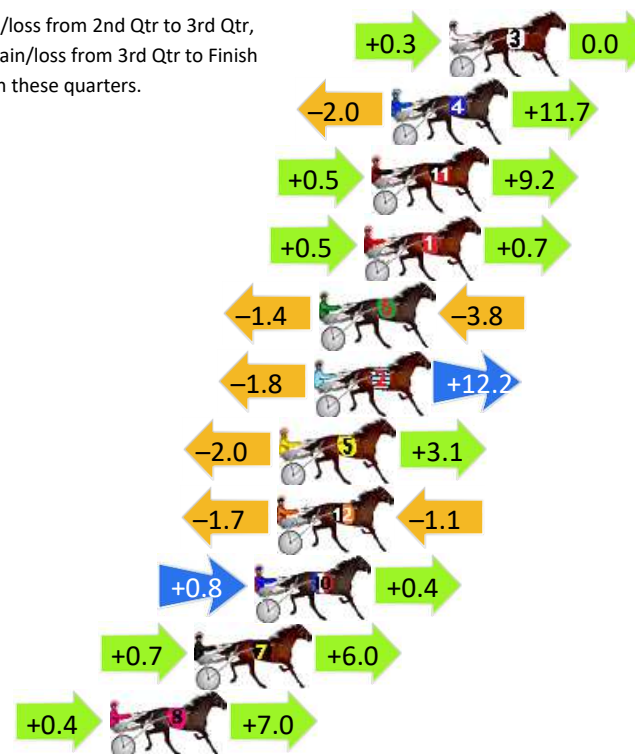 /loss from 2nd Qtr to 3rd Qtr,
ain/loss from 3rd Qtr to Finish
these quarters.
+0.3 3 0.0
–2.0 4 +11.7
+0.5 11 +9.2
+0.5 1 +0.7
–1.4 –3.8
–1.8 2 +12.2
–2.0 5 +3.1
–1.7 12 –1.1
+0.8 10 +0.4
+0.7 7 +6.0
+0.4 8 +7.0